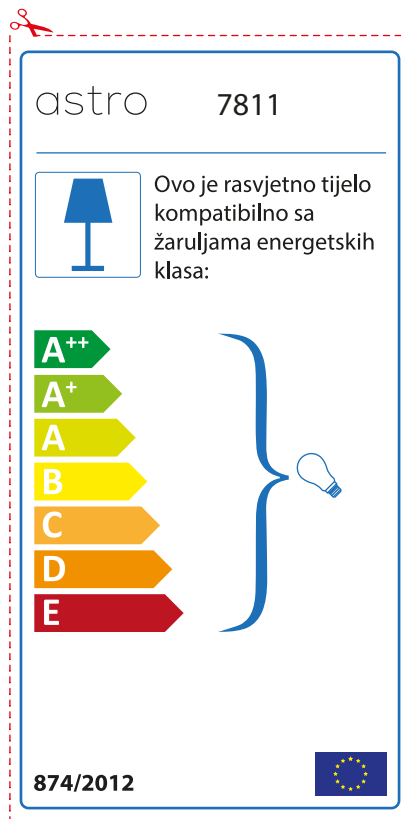 astro 7811
Ovo je rasvjetno tijelo
kompatibilno sa
žaruljama energetskih
klasa:
A++
A+
A
B
C
D
E
874/2012